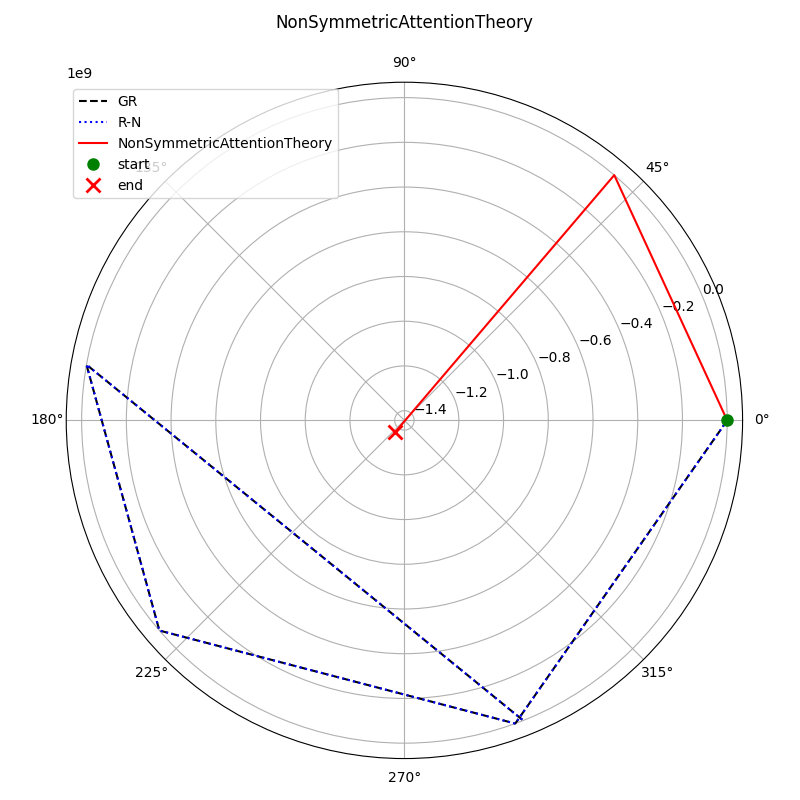 NonSymmetricAttentionTheory
90°
1e9
GR
R-N
NonSymmetricAttentionTheory
start
end
135°
45°
0.0
−0.2
−0.4
−0.6
−0.8
−1.0
−1.2
−1.4
180°
0°
225°
315°
270°